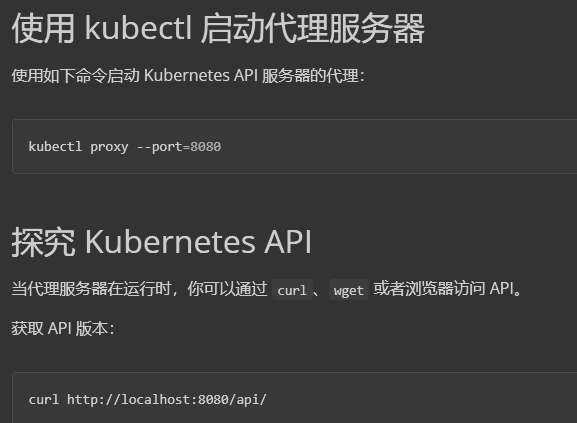 使用 kubectl 启动代理服务器
使用如下命令启动 Kubernetes API 服务器的代理：
kubectl proxy --port=8080
探究 Kubernetes API
当代理服务器在运行时，你可以通过 curl、wget 或者浏览器访问 API。
获取 API 版本：
curl http://localhost:8080/api/